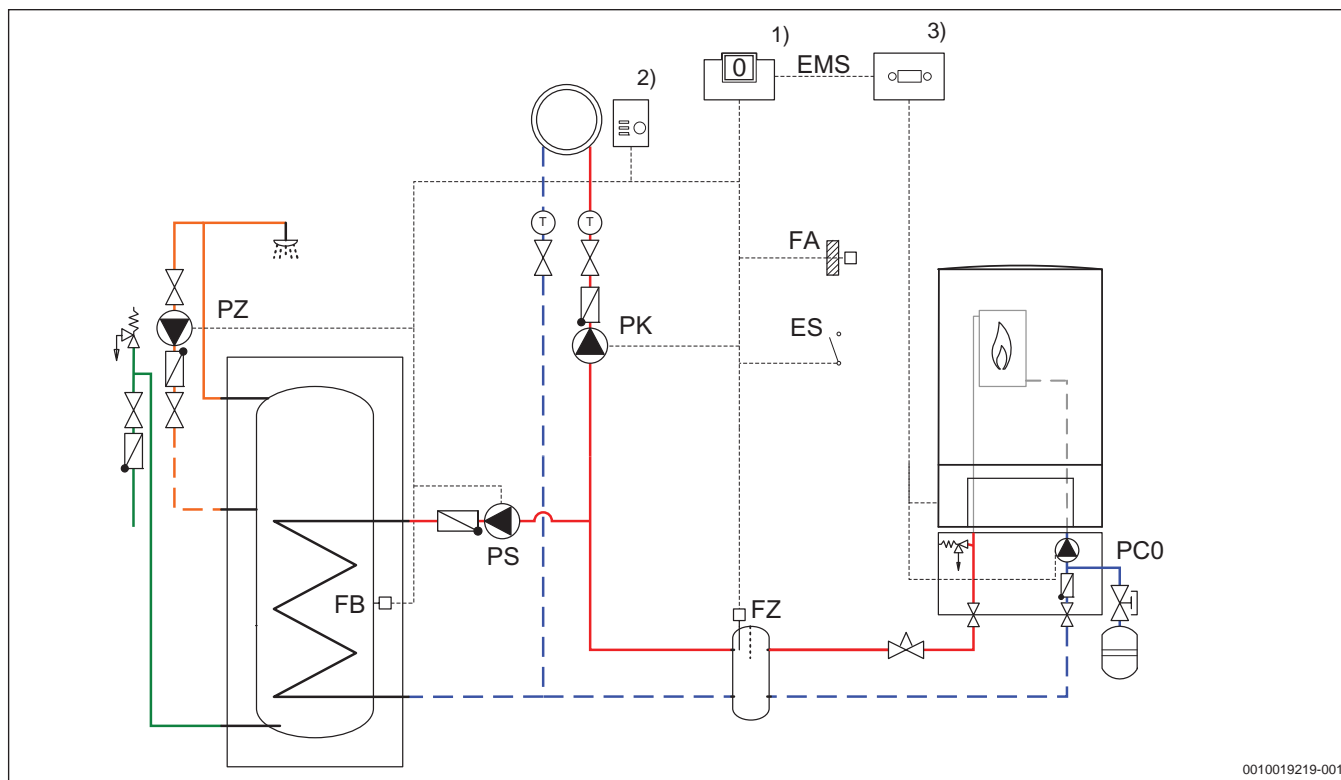 1)
3)
2)
0
EMS
T
T
FA
PZ
PK
ES
PS
PC0
FB
FZ
0010019219-001